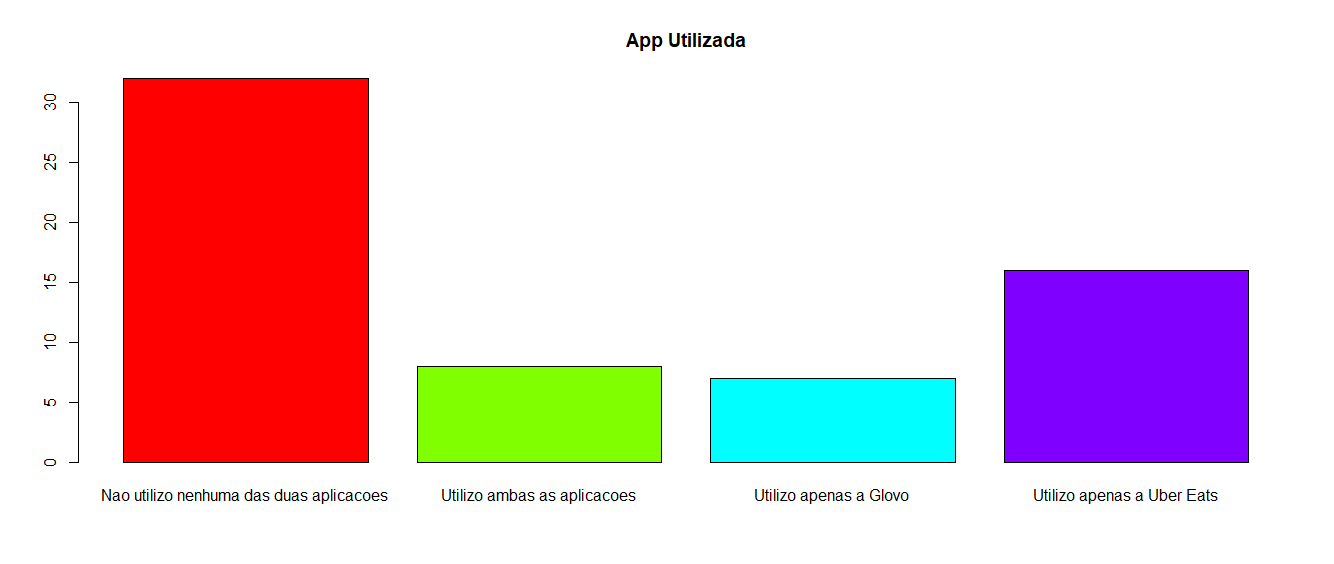 App Utilizada
30
25
20
15
10
5
0
Nao utilizo nenhuma das duas aplicacoes
Utilizo ambas as aplicacoes
Utilizo apenas a Glovo
Utilizo apenas a Uber Eats